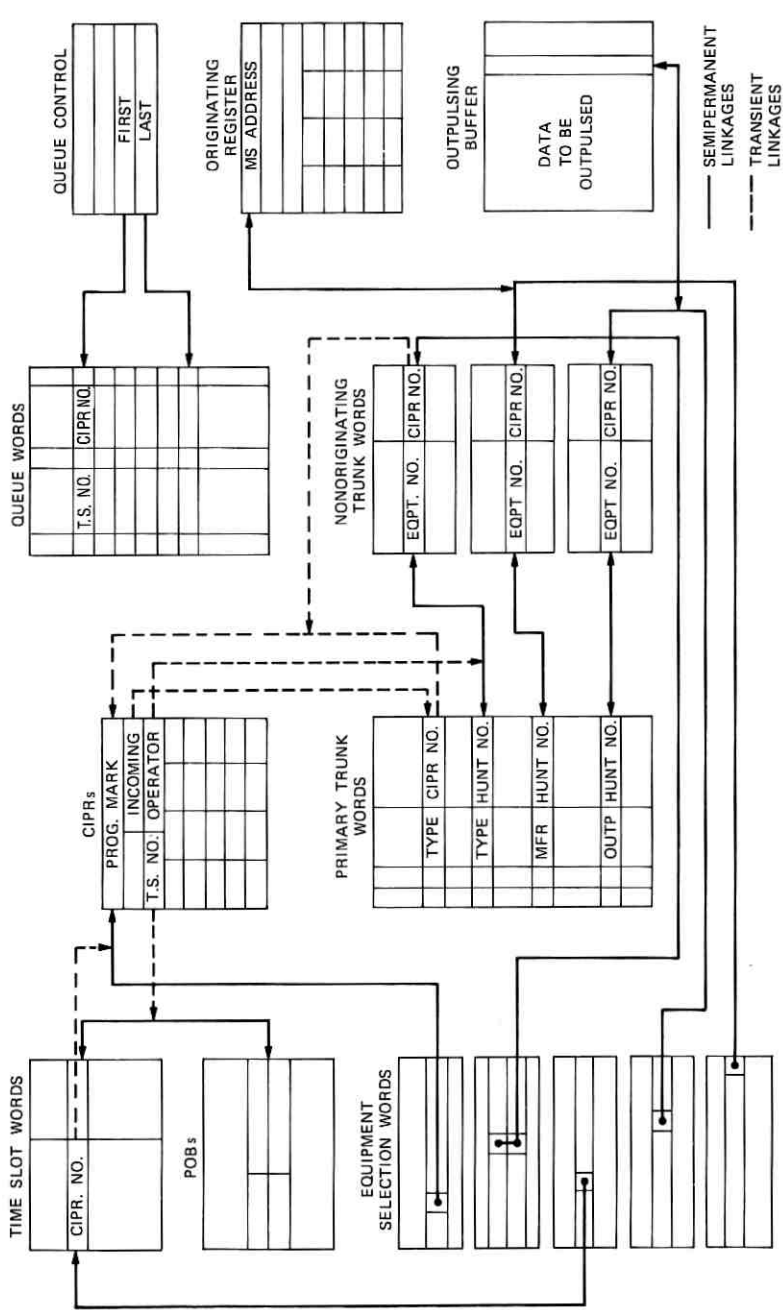 TIME SLOT WORDS
CIPR. NO.
POBs
EQUIPMENT
SELECTION WORDS
CIPRs
PROG. MARK
INCOMING
T.S. NO. OPERATOR
PRIMARY TRUNK
WORDS
TYPE CIPR NO.
TYPE HUNT NO.
MFR HUNT NO.
OUTP HUNT NO.
QUEUE WORDS
T.S. NO. CIPR NO.
NONORIGINATING
TRUNK WORDS
EQPT. NO. CIPR NO.
EQPT NO. CIPR NO.
EQPT NO. CIPR NO.
QUEUE CONTROL
FIRST
LAST
ORIGINATING
REGISTER
MS ADDRESS
OUTPULSING
BUFFER
DATA
TO BE
OUTPULSED
SEMIPERMANENT
LINKAGES
TRANSIENT
LINKAGES